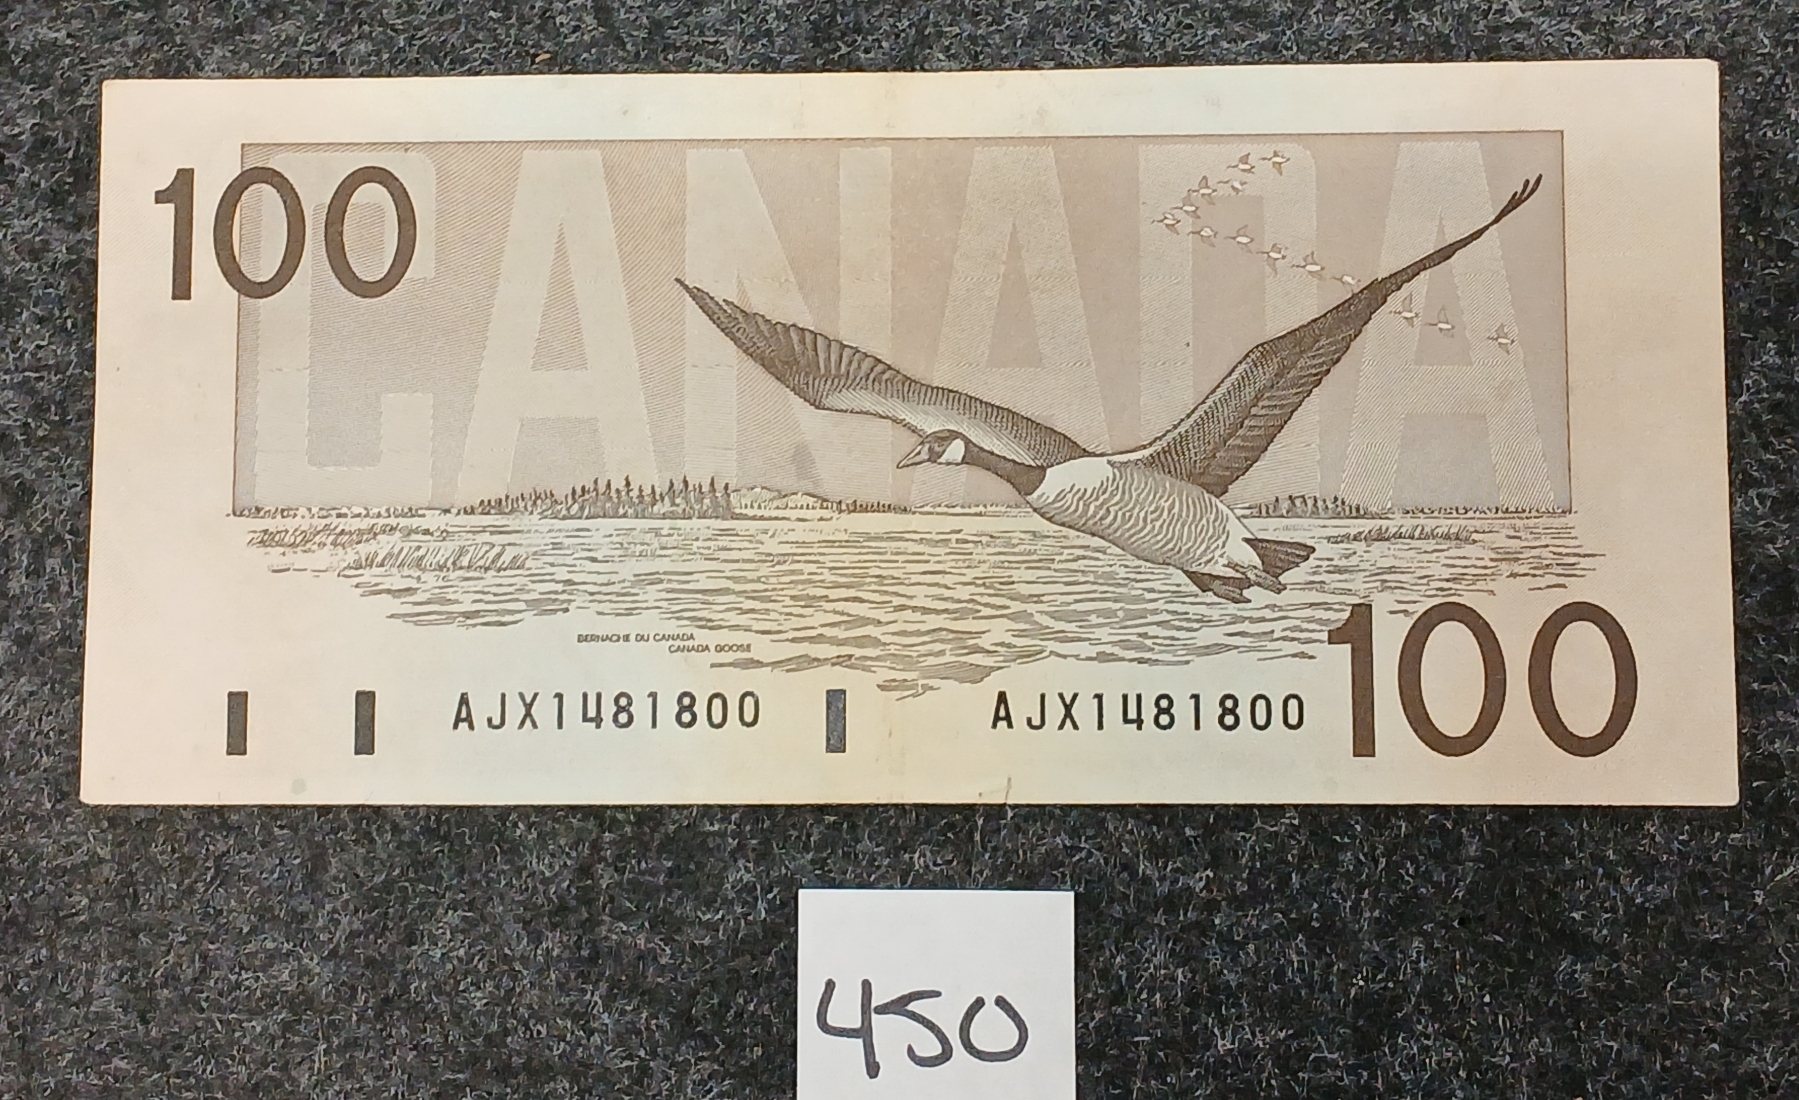 100
CANADA
BERNACHE DU CANADA
CANADA GOOSE
AJX1481800 AJX1481800
100
450